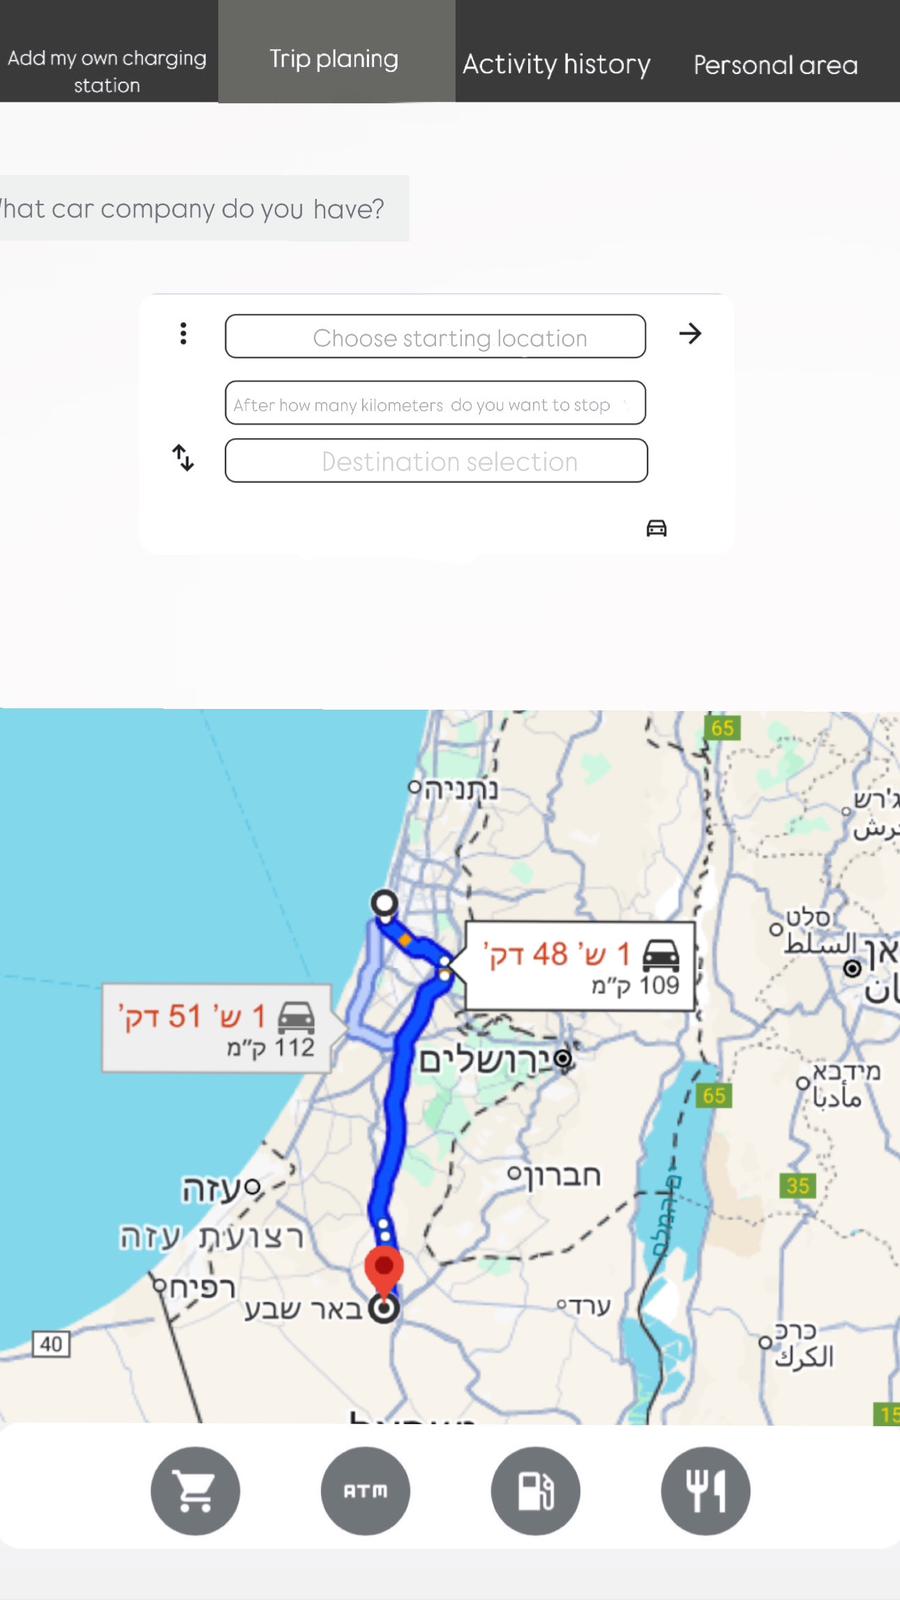 Add my own charging
station
Trip planing
Activity history
Personal area
What car company do you have?
Choose starting location
After how many kilometers do you want to stop
Destination selection
65
נתניה
ג'רש
جرش
סלט
السلط
1 ש' 48 דק'
109 ק"מ
1 ש' 51 דק'
112 ק"מ
ירושלים
מידבא
مأدبا
65
חברון
35
ים המלח
עזה
רצועת עזה
רפיח
באר שבע
ערד
40
כרכ
الكرك
15
ATM